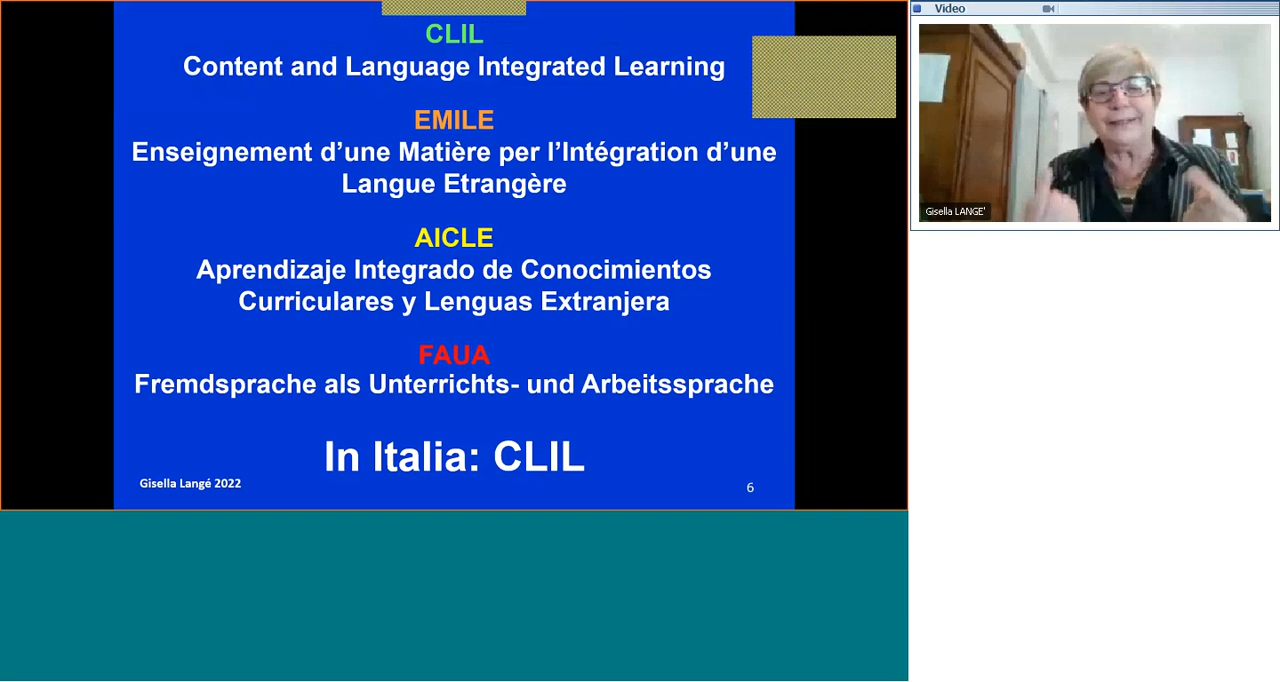 CLIL
Content and Language Integrated Learning
EMILE
Enseignement d’une Matière per l’Intégration d’une
Langue Etrangère
AICLE
Aprendizaje Integrado de Conocimientos
Curriculares y Lenguas Extranjera
FAUA
Fremdsprache als Unterrichts- und Arbeitssprache
In Italia: CLIL
Gisella Langé 2022
6
Video
Gisella LANGE'